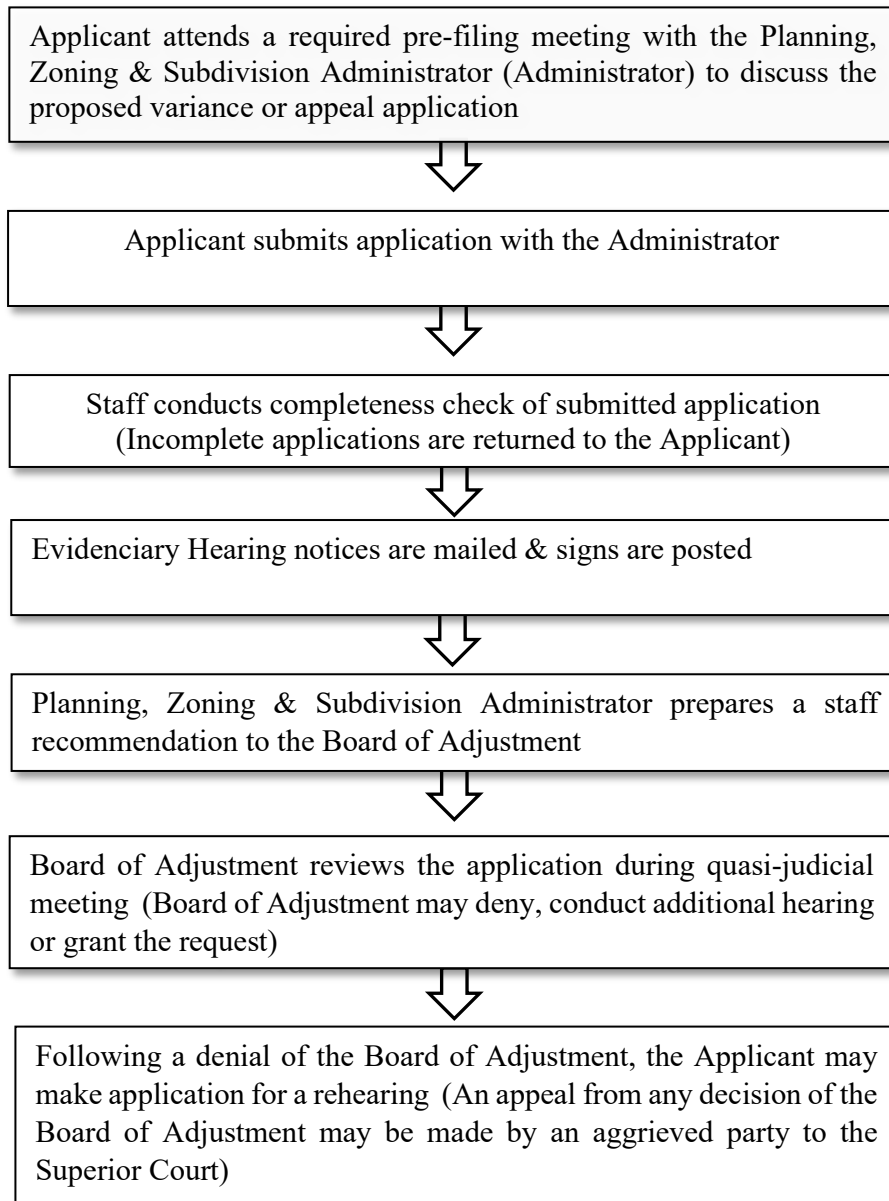 Applicant attends a required pre-filing meeting with the Planning,
Zoning & Subdivision Administrator (Administrator) to discuss the
proposed variance or appeal application
Applicant submits application with the Administrator
Staff conducts completeness check of submitted application
(Incomplete applications are returned to the Applicant)
Evidenciary Hearing notices are mailed & signs are posted
Planning, Zoning & Subdivision Administrator prepares a staff
recommendation to the Board of Adjustment
Board of Adjustment reviews the application during quasi-judicial
meeting (Board of Adjustment may deny, conduct additional hearing
or grant the request)
Following a denial of the Board of Adjustment, the Applicant may
make application for a rehearing (An appeal from any decision of the
Board of Adjustment may be made by an aggrieved party to the
Superior Court)